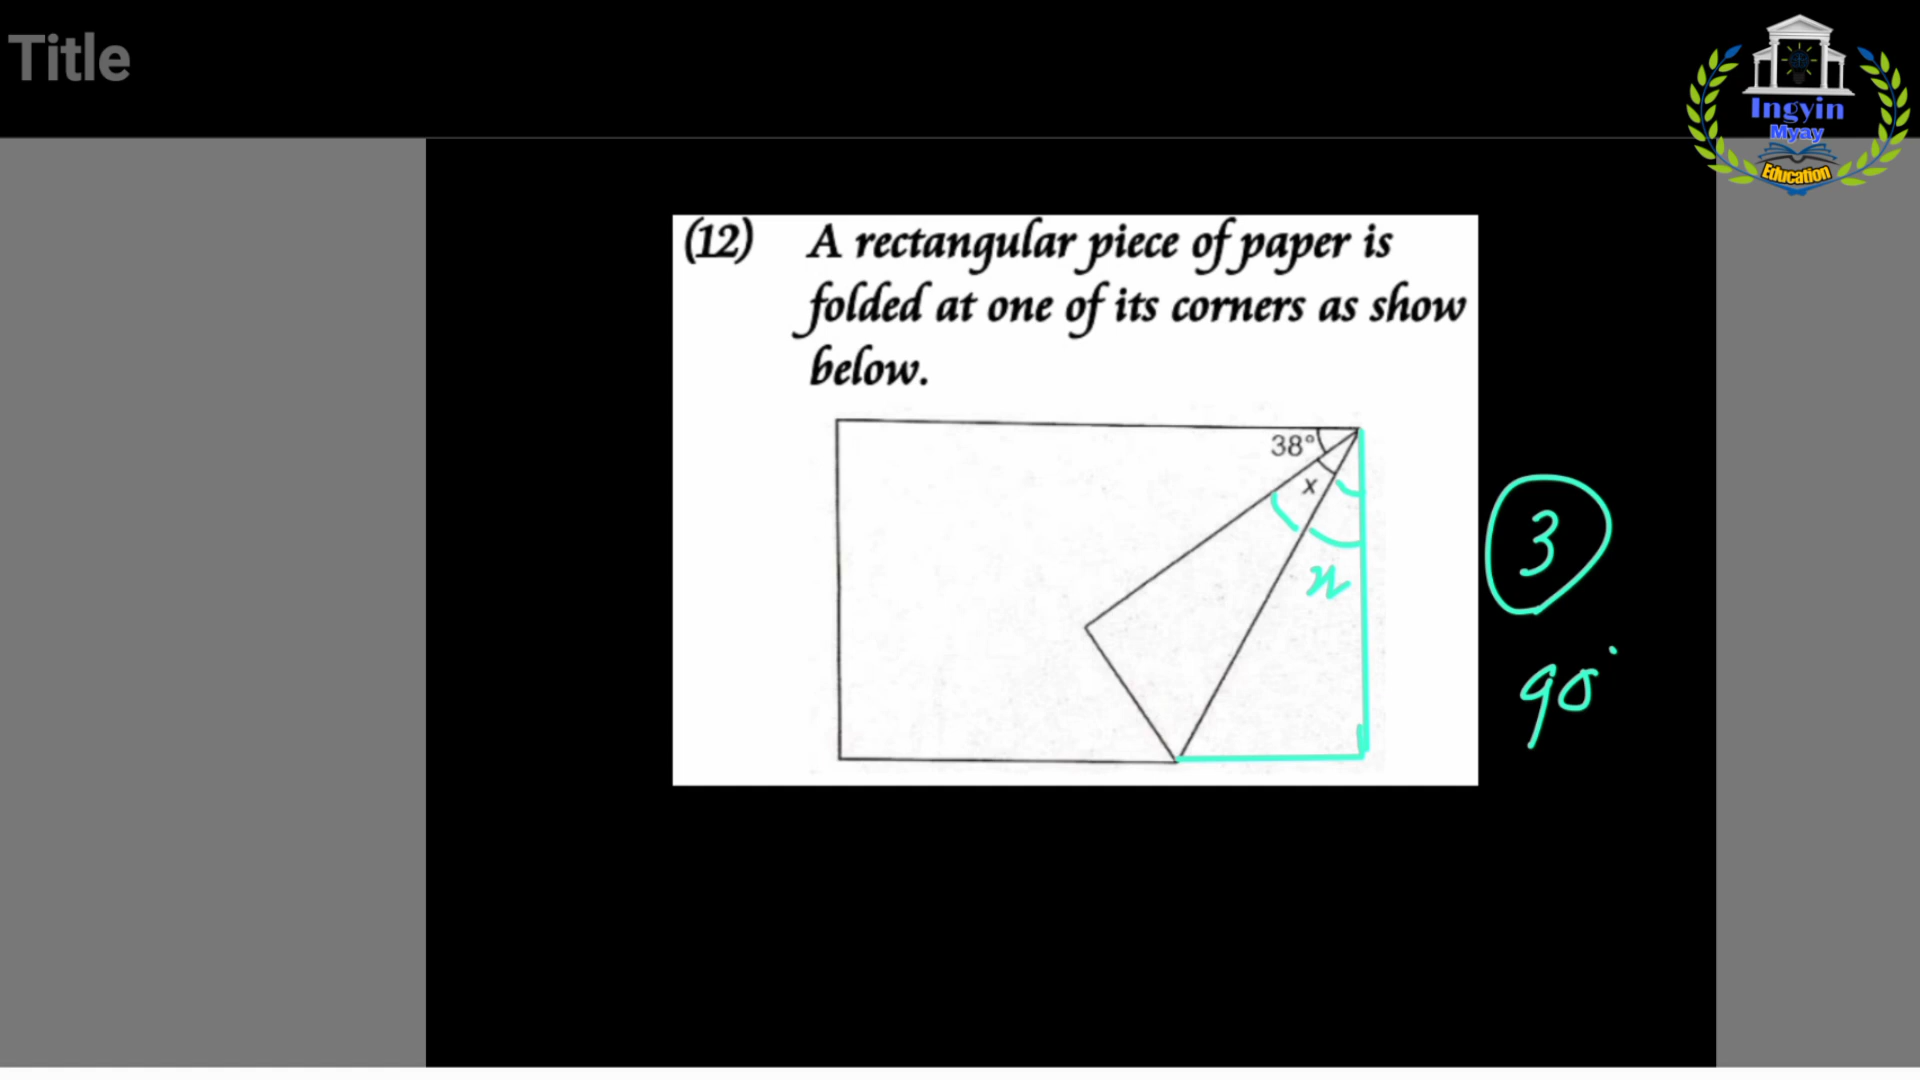 Title
Ingyin
Myay
Education
(12) A rectangular piece of paper is
folded at one of its corners as show
below.
38°
x
x
3
90°